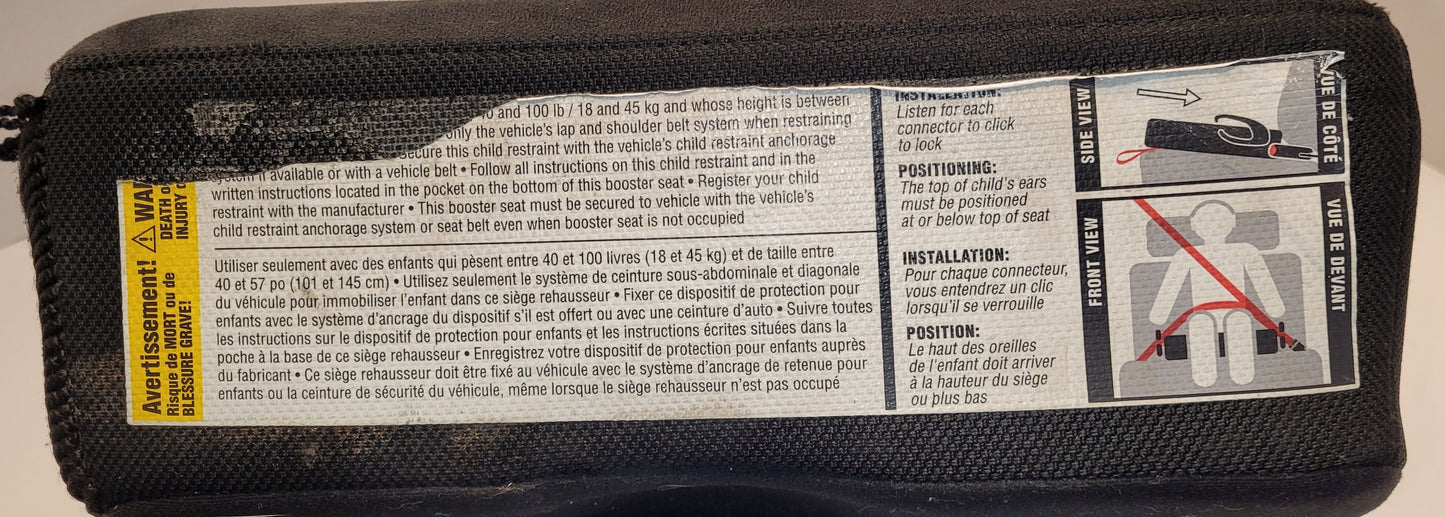 Avertissement!
Risque de MORT ou de
BLESSURE GRAVE!
⚠ WA
DEATH o
INJURY
and 100 lb / 18 and 45 kg and whose height is between
only the vehicle's lap and shoulder belt system when restraining
secure this child restraint with the vehicle's child restraint anchorage
if available or with a vehicle belt • Follow all instructions on this child restraint and in the
written instructions located in the pocket on the bottom of this booster seat • Register your child
restraint with the manufacturer • This booster seat must be secured to vehicle with the vehicle's
child restraint anchorage system or seat belt even when booster seat is not occupied
Utiliser seulement avec des enfants qui pèsent entre 40 et 100 livres (18 et 45 kg) et de taille entre
40 et 57 po (101 et 145 cm) • Utilisez seulement le système de ceinture sous-abdominale et diagonale
du véhicule pour immobiliser l'enfant dans ce siège rehausseur • Fixer ce dispositif de protection pour
enfants avec le système d'ancrage du dispositif s'il est offert ou avec une ceinture d'auto • Suivre toutes
les instructions sur le dispositif de protection pour enfants et les instructions écrites situées dans la
poche à la base de ce siège rehausseur • Enregistrez votre dispositif de protection pour enfants auprès
du fabricant • Ce siège rehausseur doit être fixé au véhicule avec le système d'ancrage de retenue pour
enfants ou la ceinture de sécurité du véhicule, même lorsque le siège rehausseur n'est pas occupé
INSTALLATION:
Listen for each
connector to click
to lock
POSITIONING:
The top of child's ears
must be positioned
at or below top of seat
INSTALLATION:
Pour chaque connecteur,
vous entendrez un clic
lorsqu'il se verrouille
POSITION:
Le haut des oreilles
de l'enfant doit arriver
à la hauteur du siège
ou plus bas
SIDE VIEW
VUE DE CÔTÉ
FRONT VIEW
VUE DE DEVANT